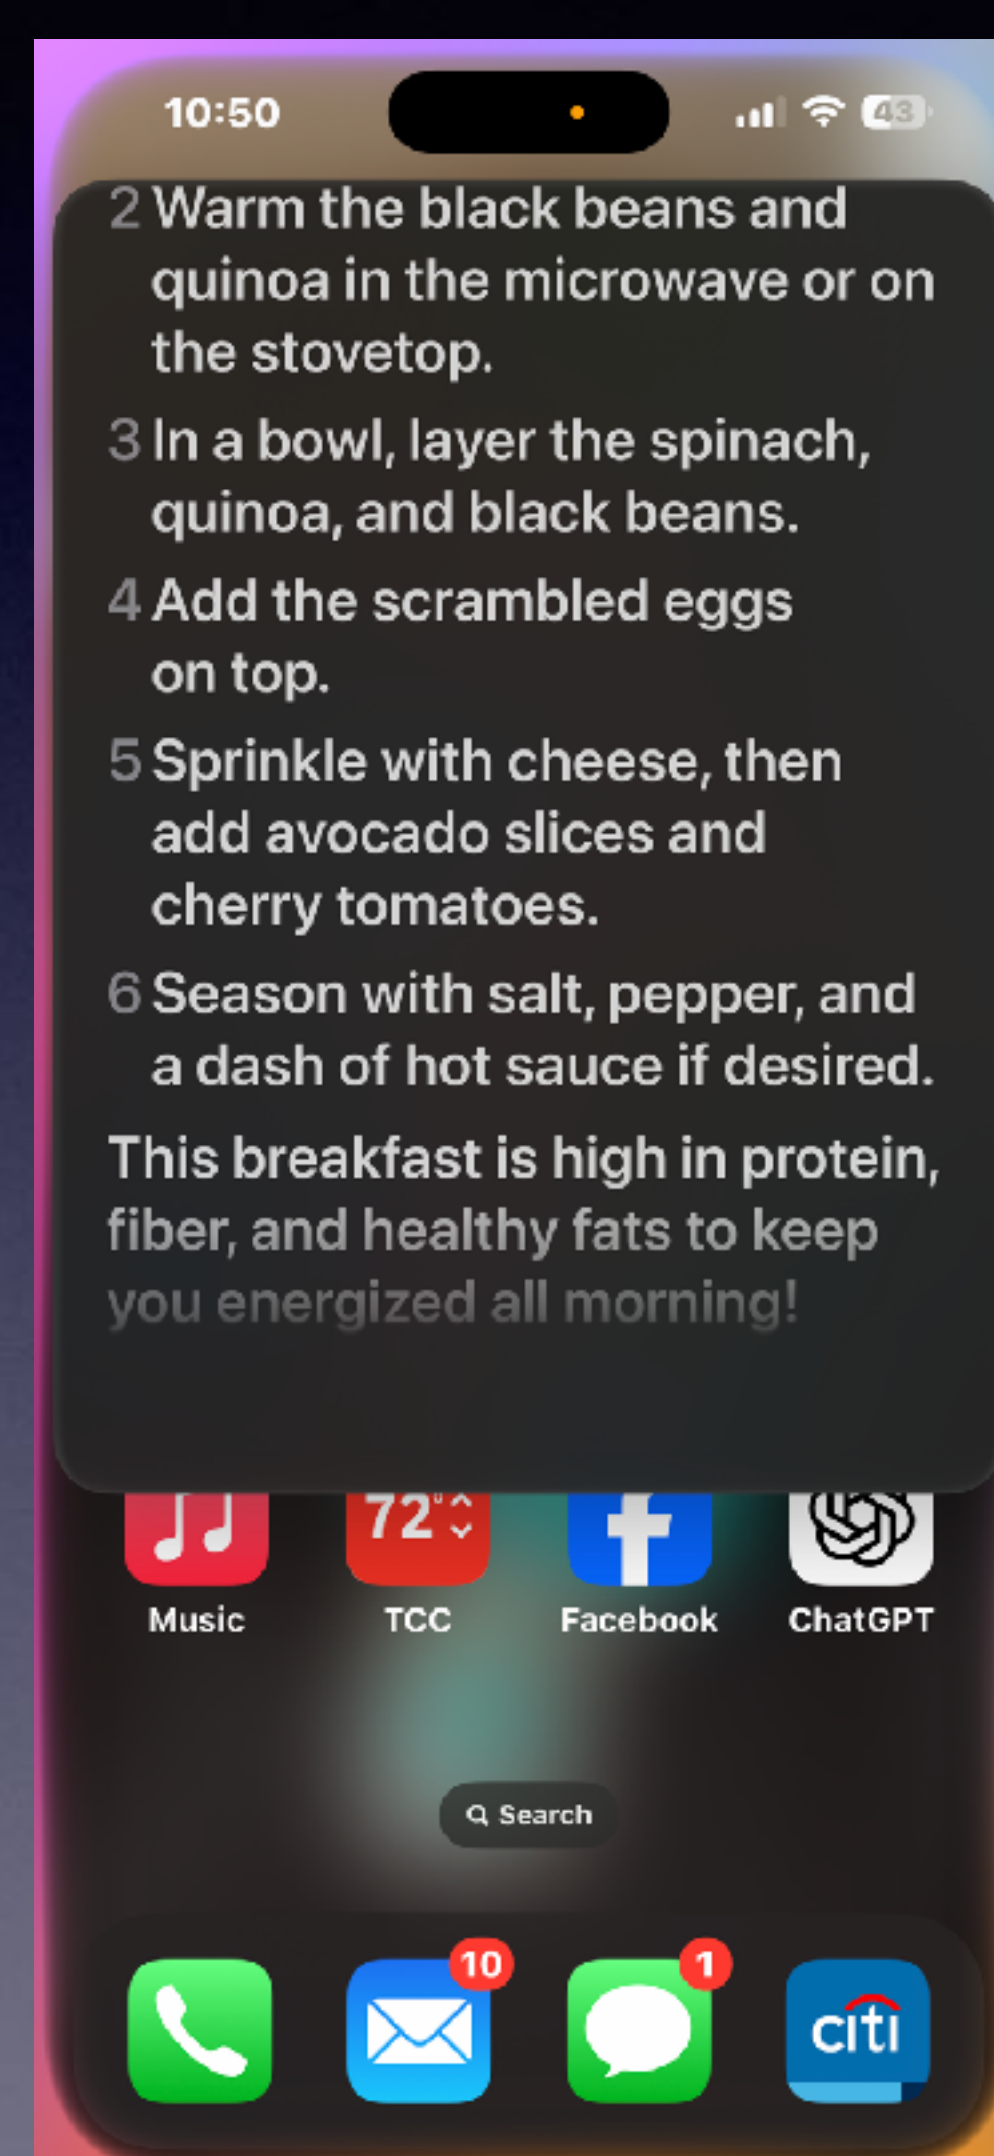 10:50
43
2 Warm the black beans and
quinoa in the microwave or on
the stovetop.
3 In a bowl, layer the spinach,
quinoa, and black beans.
4 Add the scrambled eggs
on top.
5 Sprinkle with cheese, then
add avocado slices and
cherry tomatoes.
6 Season with salt, pepper, and
a dash of hot sauce if desired.
This breakfast is high in protein,
fiber, and healthy fats to keep
you energized all morning!
72°
Music TCC Facebook ChatGPT
Search
10 1
citi